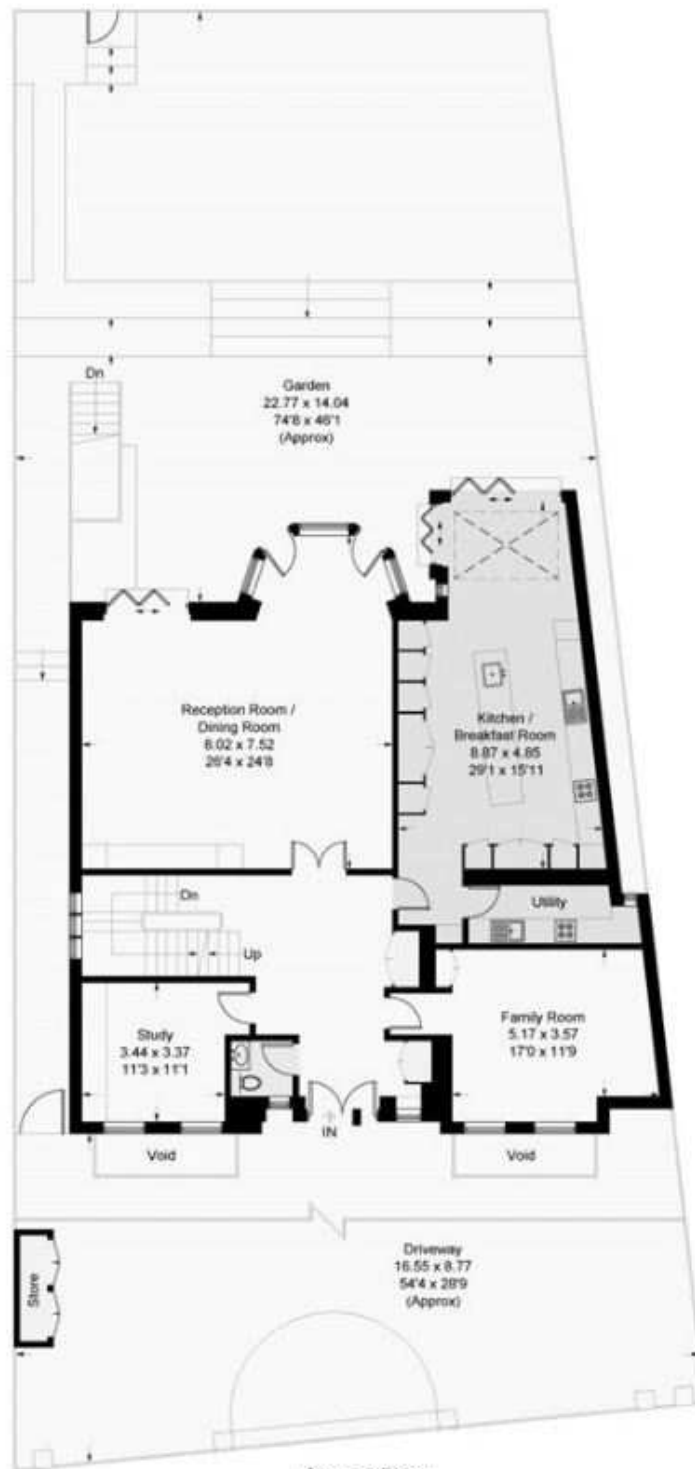 Dn
Garden
22.77 x 14.04
74'8 x 46'1
(Approx)
Reception Room /
Dining Room
8.02 x 7.52
26'4 x 24'8
Kitchen /
Breakfast Room
8.87 x 4.85
29'1 x 15'11
Dn
Utility
Up
Study
3.44 x 3.37
11'3 x 11'1
Family Room
5.17 x 3.57
17'0 x 11'9
IN
Void
Void
Store
Driveway
16.55 x 8.77
54'4 x 28'9
(Approx)